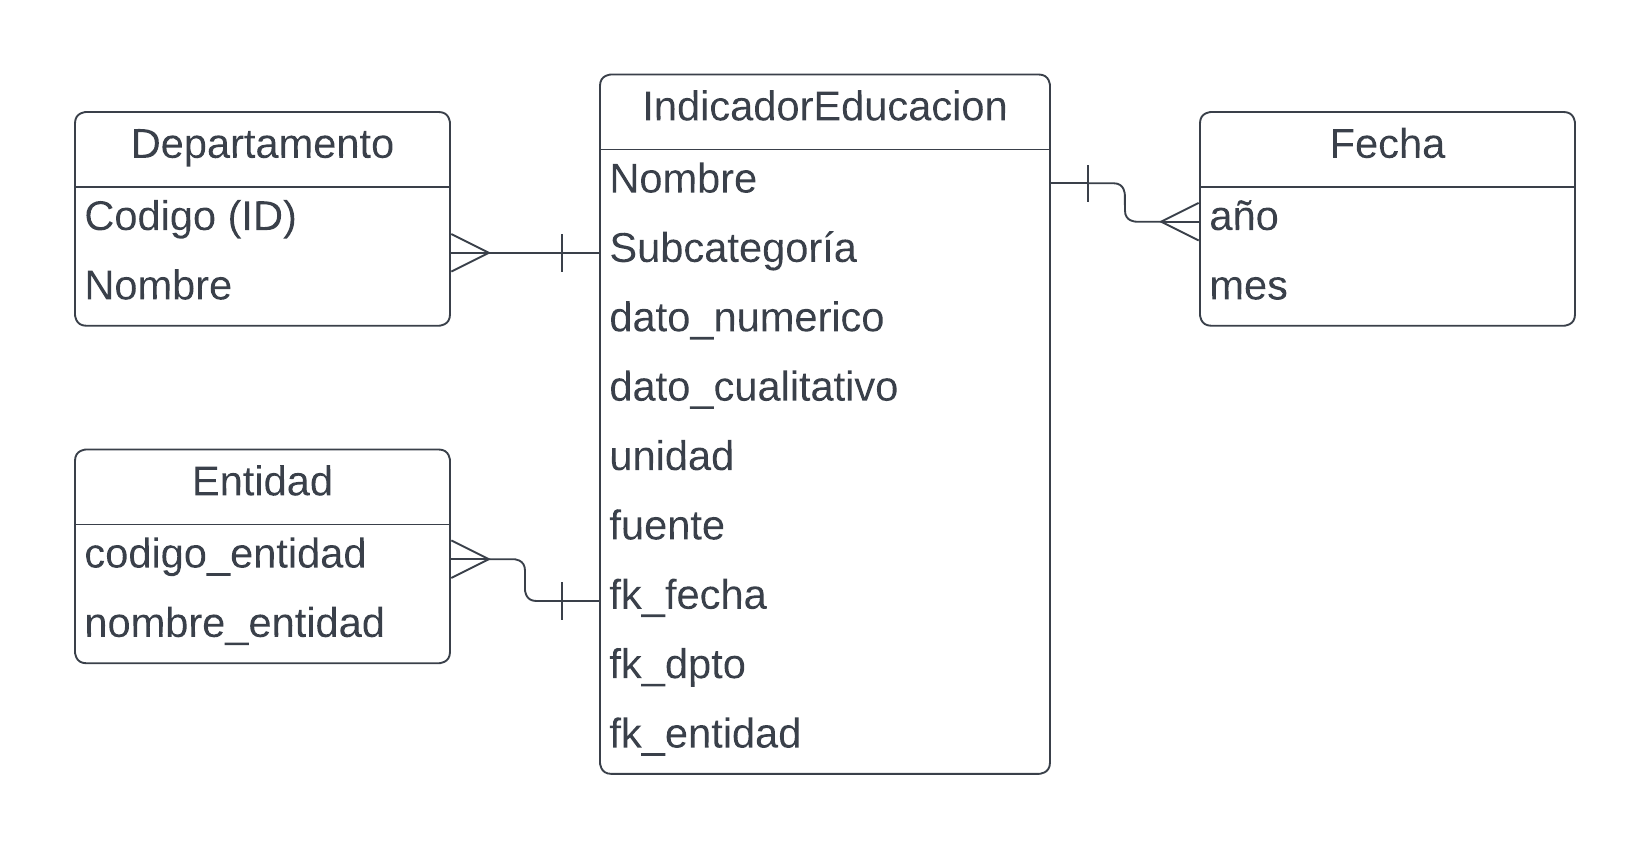 Departamento
Codigo (ID)
Nombre
Entidad
codigo_entidad
nombre_entidad
IndicadorEducacion
Nombre
Subcategoría
dato_numerico
dato_cualitativo
unidad
fuente
fk_fecha
fk_dpto
fk_entidad
Fecha
año
mes